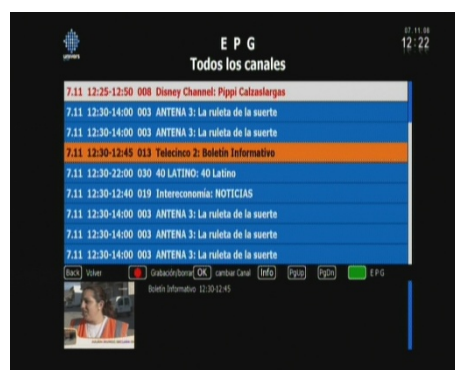 univers
E P G
07.11.08
12:22
Todos los canales
7.11 12:25-12:50 008 Disney Channel: Pippi Calzaslargas
7.11 12:30-14:00 003 ANTENA 3: La ruleta de la suerte
7.11 12:30-14:00 003 ANTENA 3: La ruleta de la suerte
7.11 12:30-12:45 013 Telecinco 2: Boletín Informativo
7.11 12:30-22:00 030 40 LATINO: 40 Latino
7.11 12:30-12:40 019 Intereconomía: NOTICIAS
7.11 12:30-14:00 003 ANTENA 3: La ruleta de la suerte
7.11 12:30-14:00 003 ANTENA 3: La ruleta de la suerte
7.11 12:30-14:00 003 ANTENA 3: La ruleta de la suerte
Back Volver Grabación/borrar OK cambiar Canal Info PgUp PgDn E P G
Boletín Informativo 12:30-12:45